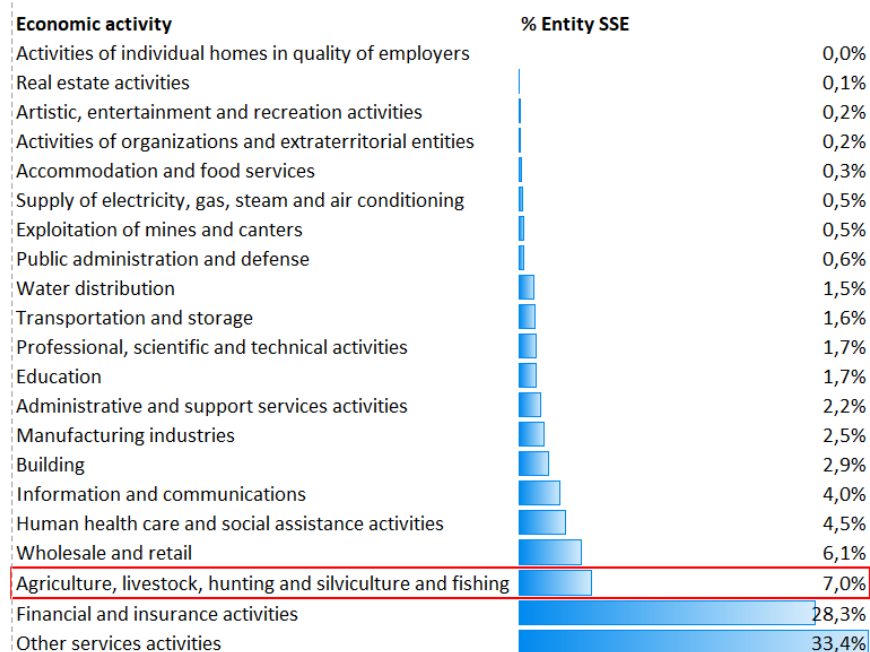 Economic activity % Entity SSE
Activities of individual homes in quality of employers 0,0%
Real estate activities 0,1%
Artistic, entertainment and recreation activities 0,2%
Activities of organizations and extraterritorial entities 0,2%
Accommodation and food services 0,3%
Supply of electricity, gas, steam and air conditioning 0,5%
Exploitation of mines and canters 0,5%
Public administration and defense 0,6%
Water distribution 1,5%
Transportation and storage 1,6%
Professional, scientific and technical activities 1,7%
Education 1,7%
Administrative and support services activities 2,2%
Manufacturing industries 2,5%
Building 2,9%
Information and communications 4,0%
Human health care and social assistance activities 4,5%
Wholesale and retail 6,1%
Agriculture, livestock, hunting and silviculture and fishing 7,0%
Financial and insurance activities 28,3%
Other services activities 33,4%